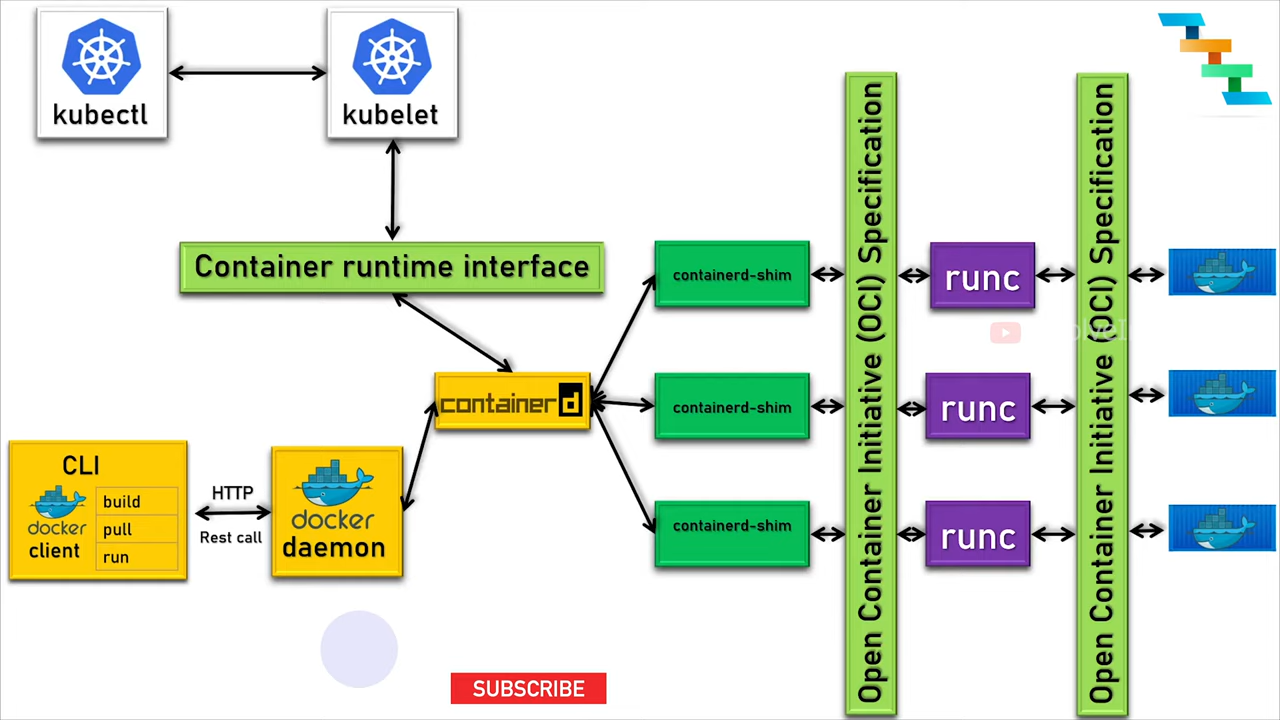 kubectl
kubelet
Container runtime interface
containerd
CLI
docker
client
build
pull
run
HTTP
Rest call
docker
daemon
containerd-shim
containerd-shim
containerd-shim
Open Container Initiative (OCI) Specification
runc
runc
runc
Open Container Initiative (OCI) Specification
SUBSCRIBE